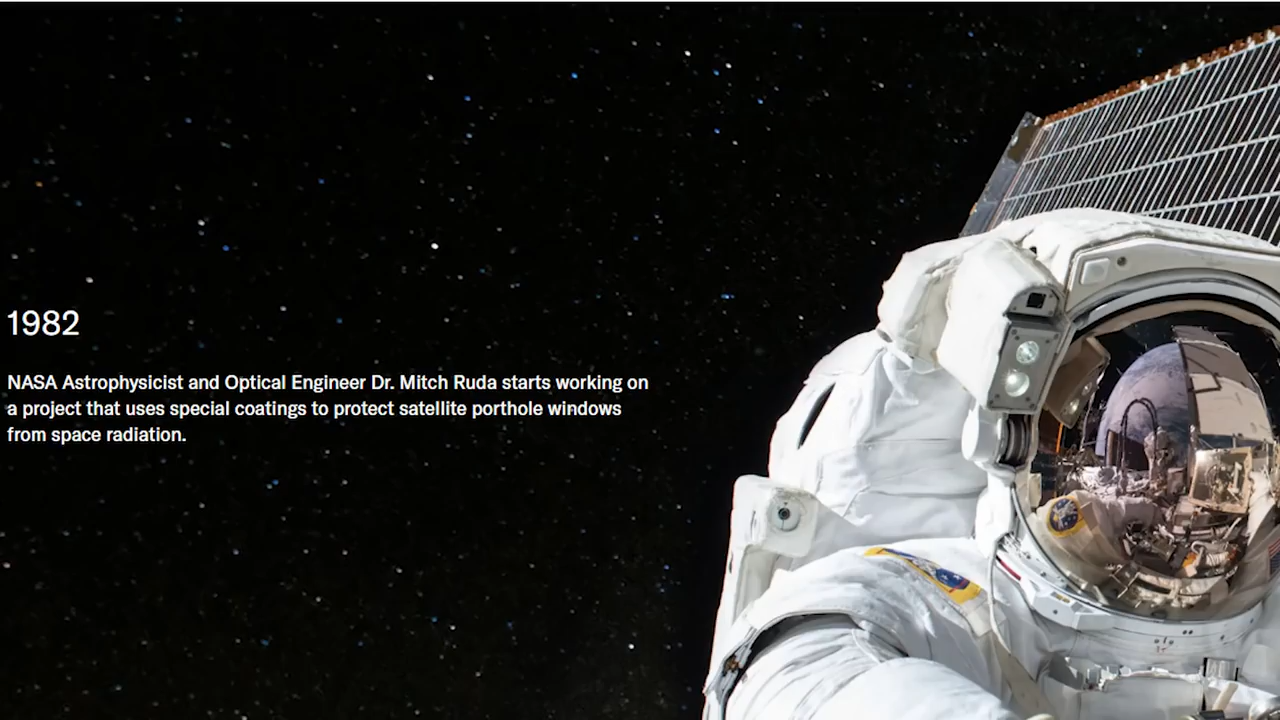 1982
NASA Astrophysicist and Optical Engineer Dr. Mitch Ruda starts working on
a project that uses special coatings to protect satellite porthole windows
from space radiation.